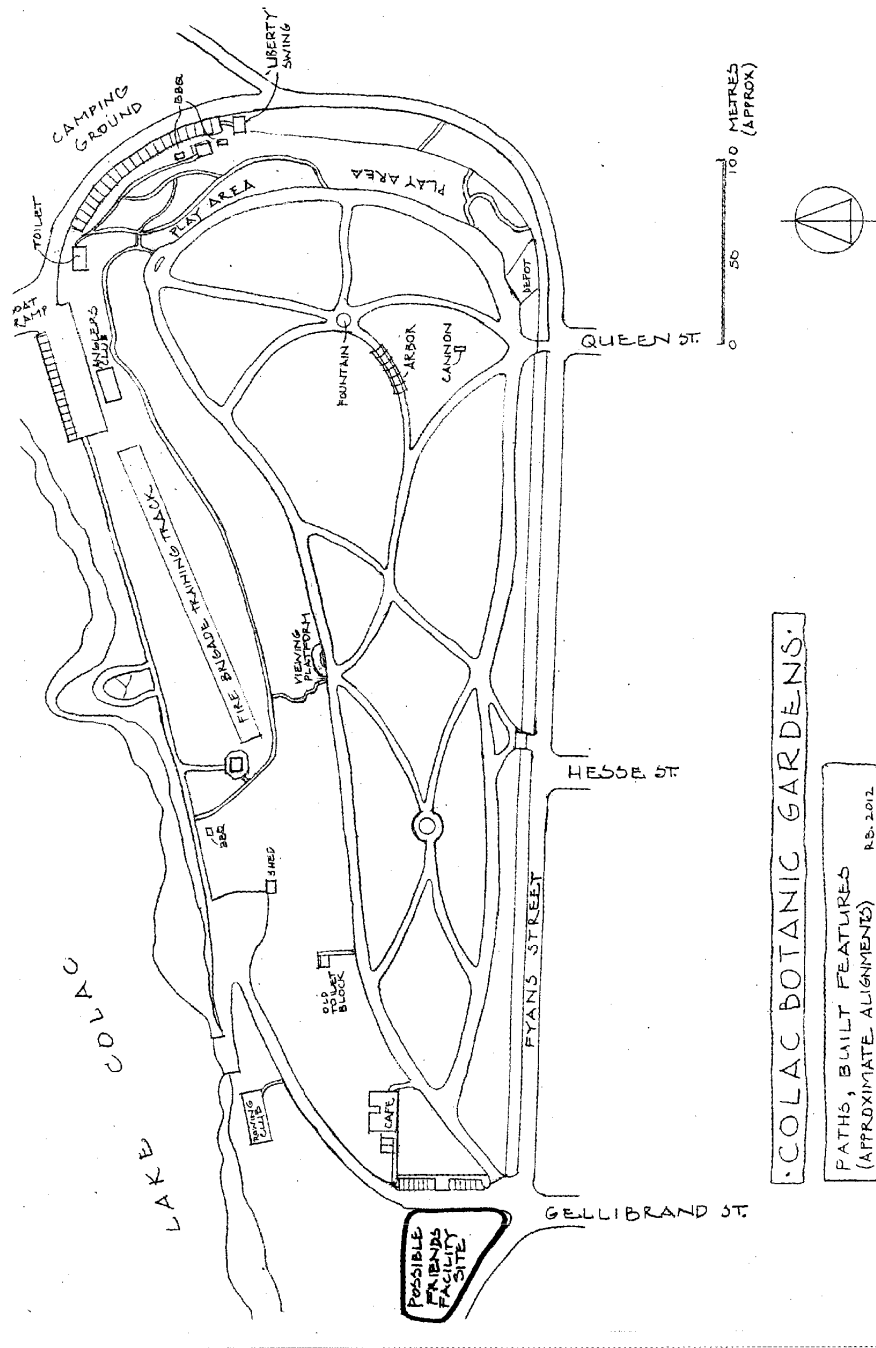 CAMPING
GROUND
BBQ
'LIBERTY'
SWING
TOILET
OAT
AMP
ANGLERS
CLUB
PLAY AREA
PLAY AREA
FOUNTAIN
ARBOR
CANNON
DEPOT
QUEEN ST.
0 50 100 METRES
(APPROX)
FIRE BRIGADE TRAINING TRACK
VIEWING
PLATFORM
BBQ
SHED
HESSE ST.
OLD
TOILET
BLOCK
FYANS STREET
LAKE COLAC
ROWING
CLUB
CAFE
GELLIBRAND ST.
POSSIBLE
FRIENDS
FACILITY
SITE
·COLAC BOTANIC GARDENS·
PATHS, BUILT FEATURES
(APPROXIMATE ALIGNMENTS) R.B. 2012